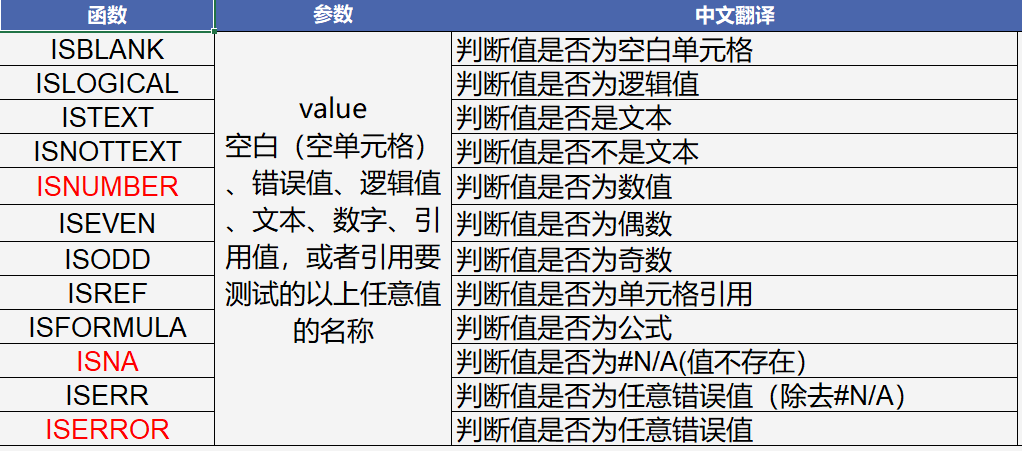 函数 参数 中文翻译
ISBLANK 判断值是否为空白单元格
ISLOGICAL 判断值是否为逻辑值
ISTEXT 判断值是否是文本
ISNOTTEXT 判断值是否不是文本
ISNUMBER 判断值是否为数值
ISEVEN 判断值是否为偶数
ISODD 判断值是否为奇数
ISREF 判断值是否为单元格引用
ISFORMULA 判断值是否为公式
ISNA 判断值是否为#N/A(值不存在）
ISERR 判断值是否为任意错误值（除去#N/A）
ISERROR 判断值是否为任意错误值
value
空白（空单元格）
、错误值、逻辑值
、文本、数字、引
用值，或者引用要
测试的以上任意值
的名称